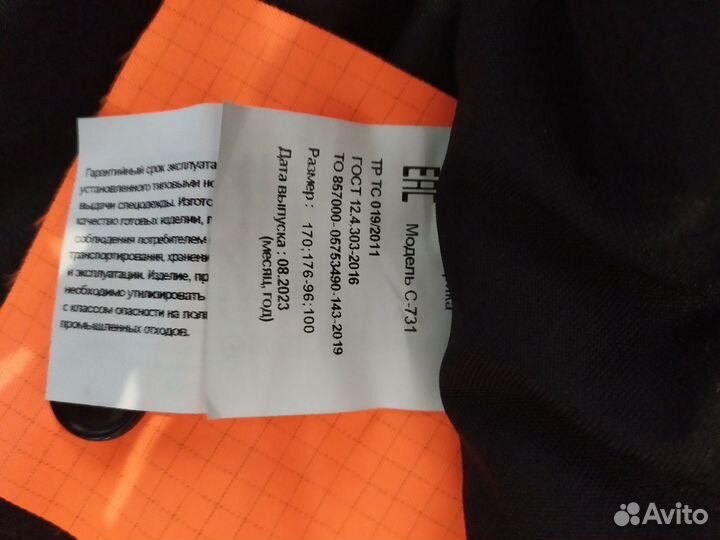 Гарантийный срок эксплуата
установленного типовыми но
выдачи спецодежды. Изгото
качество готовых изделий, п
соблюдения потребителем
транспортирования, хранени
и эксплуатации. Изделие, пр
необходимо утилизировать
с классом опасности на пол
промышленных отходов.
ЕАС Модель С-731
ТР ТС 019/2011
ГОСТ 12.4.303-2016
ТО 857000-05753490-143-2019
Размер: 170;176-96;100
Дата выпуска: 08.2023
(месяц, год)
Avito